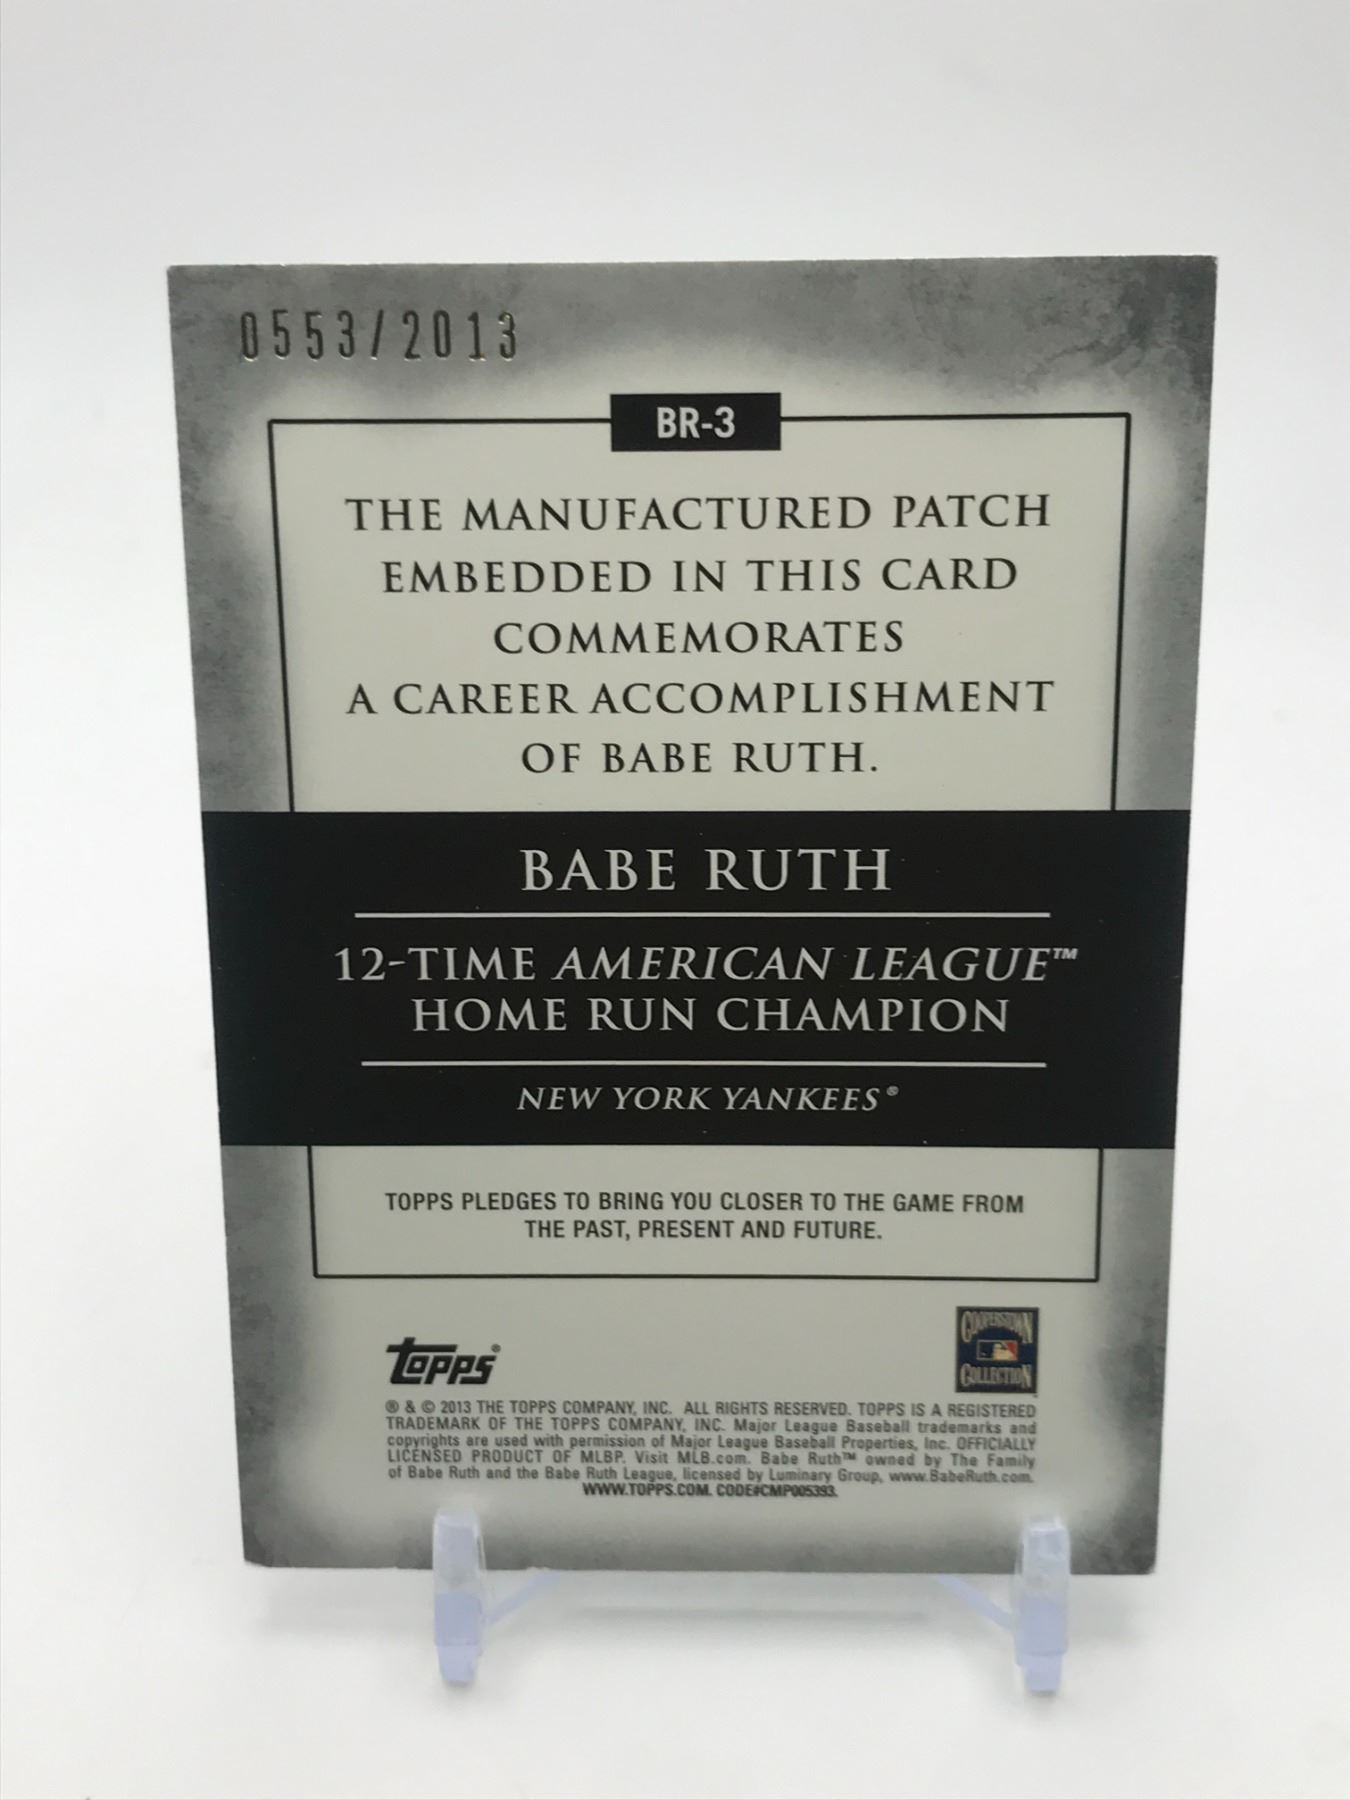 0553/2013
BR-3
THE MANUFACTURED PATCH
EMBEDDED IN THIS CARD
COMMEMORATES
A CAREER ACCOMPLISHMENT
OF BABE RUTH.
BABE RUTH
12-TIME AMERICAN LEAGUE™
HOME RUN CHAMPION
NEW YORK YANKEES®
TOPPS PLEDGES TO BRING YOU CLOSER TO THE GAME FROM
THE PAST, PRESENT AND FUTURE.
topps®
COOPERSTOWN
COLLECTION
® & © 2013 THE TOPPS COMPANY, INC. ALL RIGHTS RESERVED. TOPPS IS A REGISTERED
TRADEMARK OF THE TOPPS COMPANY, INC. Major League Baseball trademarks and
copyrights are used with permission of Major League Baseball Properties, Inc. OFFICIALLY
LICENSED PRODUCT OF MLBP. Visit MLB.com. Babe Ruth™ owned by The Family
of Babe Ruth and the Babe Ruth League, licensed by Luminary Group, www.BabeRuth.com.
WWW.TOPPS.COM. CODE#CMP005393.